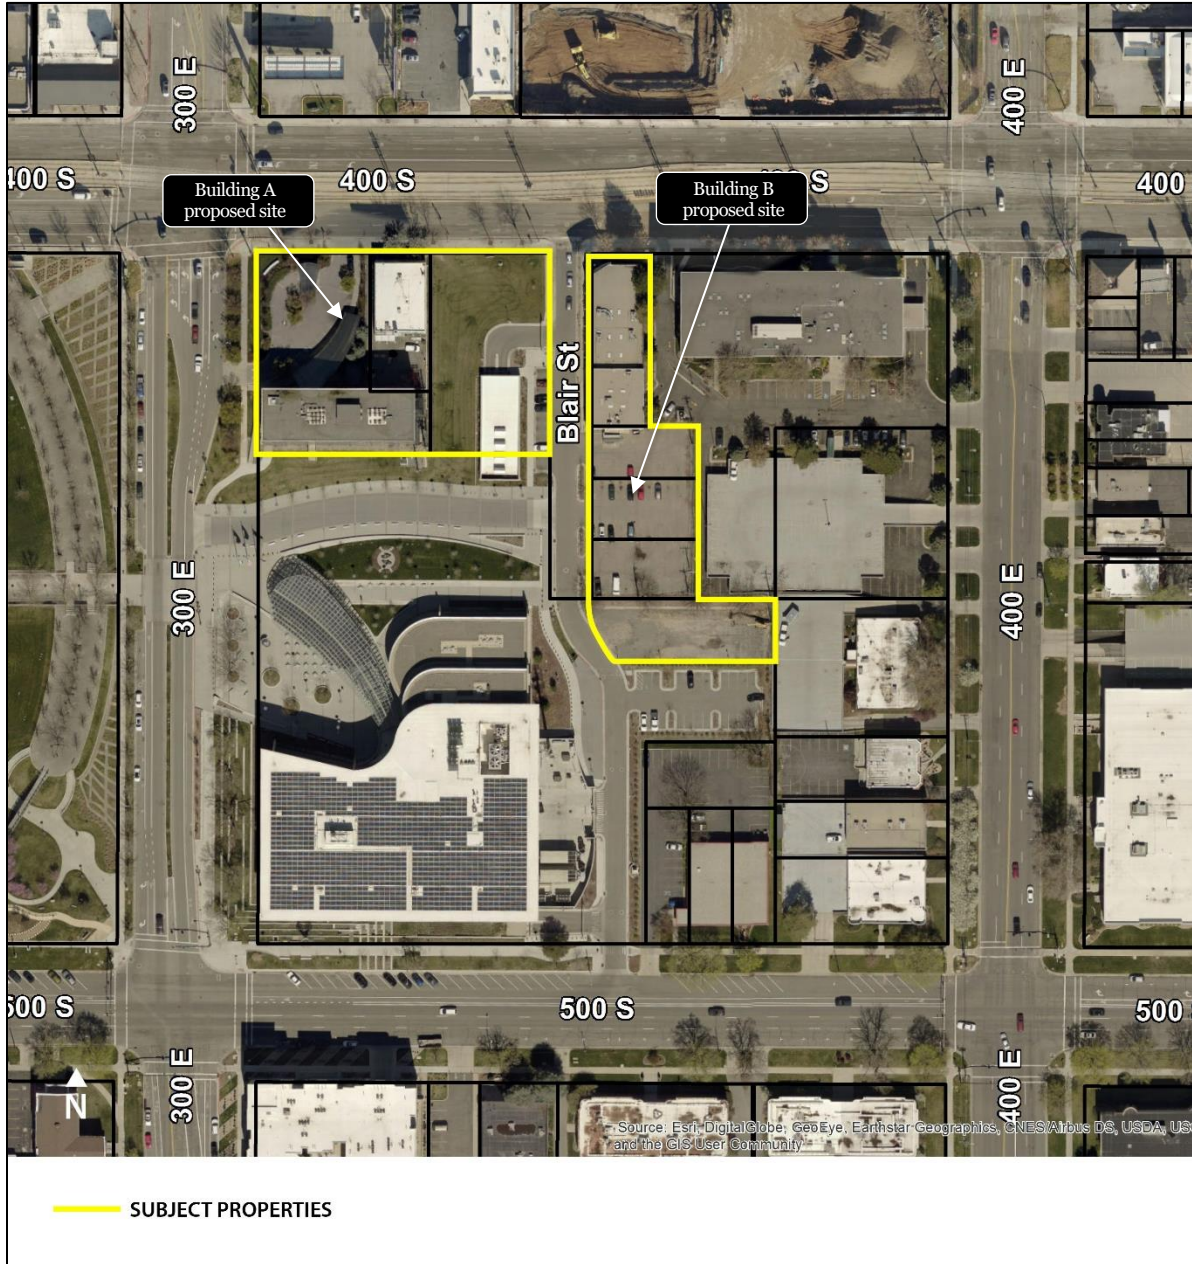 300 E
400 E
400 S
400 S
S
400
Building A
proposed site
Building B
proposed site
Blair St
300 E
400 E
500 S
500 S
500
300 E
400 E
N
Source: Esri, DigitalGlobe, GeoEye, Earthstar Geographics, CNES/Airbus DS, USDA, US
and the GIS User Community
SUBJECT PROPERTIES